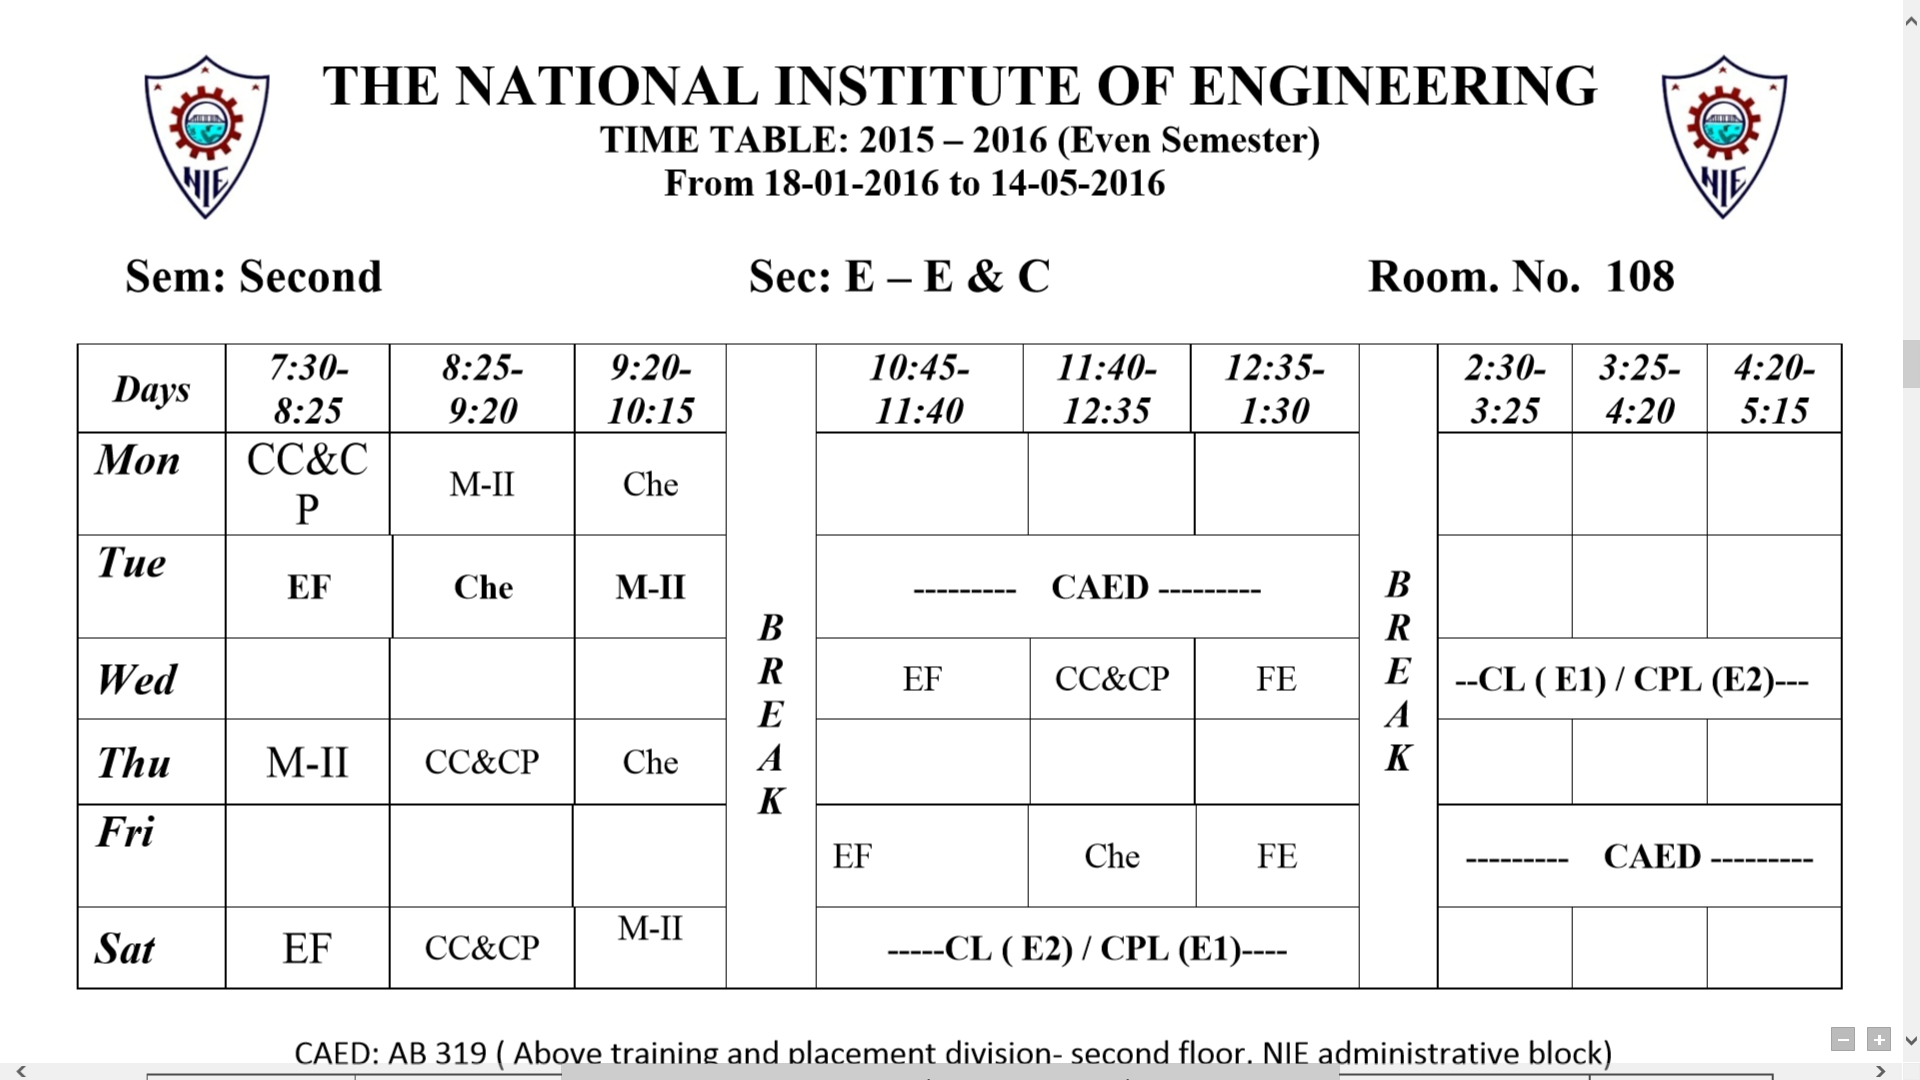 THE NATIONAL INSTITUTE OF ENGINEERING
TIME TABLE: 2015 – 2016 (Even Semester)
From 18-01-2016 to 14-05-2016
NIE
NIE
Sem: Second Sec: E – E & C Room. No. 108
Days 7:30-8:25 8:25-9:20 9:20-10:15 10:45-11:40 11:40-12:35 12:35-1:30 2:30-3:25 3:25-4:20 4:20-5:15
Mon CC&CP M-II Che
Tue EF Che M-II --------- CAED ---------
Wed EF CC&CP FE --CL ( E1) / CPL (E2)---
Thu M-II CC&CP Che
Fri EF Che FE --------- CAED ---------
Sat EF CC&CP M-II -----CL ( E2) / CPL (E1)----
BREAK
BREAK
CAED: AB 319 ( Above training and placement division- second floor, NIE administrative block)